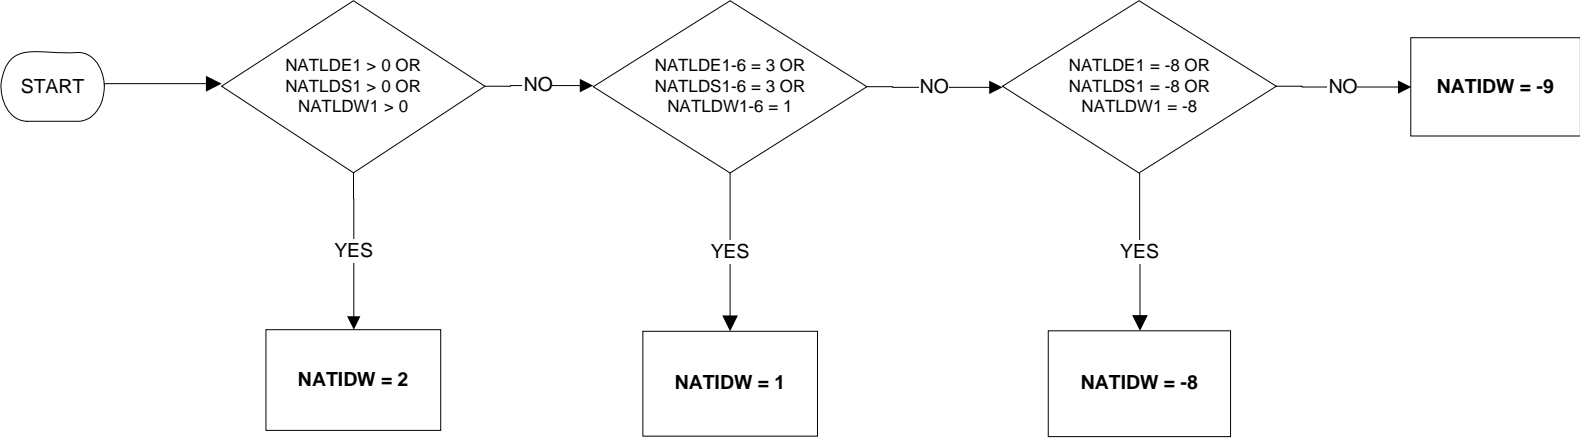 START
NATLDE1 > 0 OR
NATLDS1 > 0 OR
NATLDW1 > 0
NO
NATLDE1-6 = 3 OR
NATLDS1-6 = 3 OR
NATLDW1-6 = 1
NO
NATLDE1 = -8 OR
NATLDS1 = -8 OR
NATLDW1 = -8
NO
NATIDW = -9
YES
YES
YES
NATIDW = 2
NATIDW = 1
NATIDW = -8